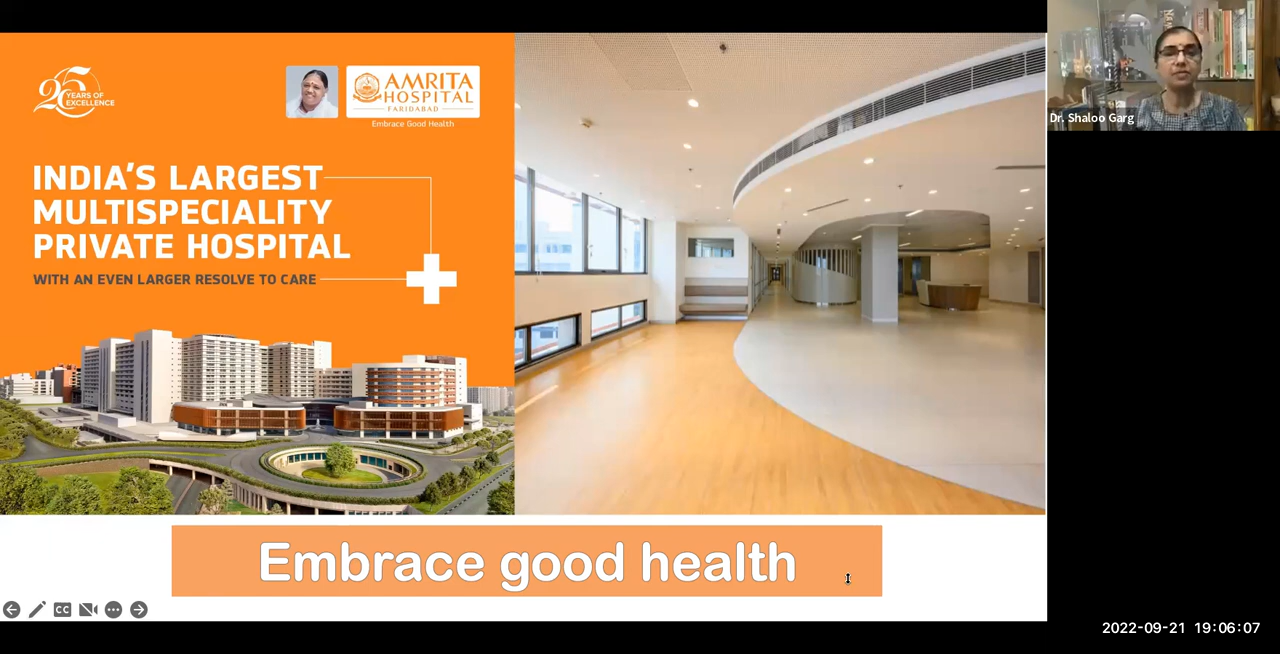 25 YEARS OF
EXCELLENCE
AMRITA
HOSPITAL
FARIDABAD
Embrace Good Health
INDIA'S LARGEST
MULTISPECIALITY
PRIVATE HOSPITAL
WITH AN EVEN LARGER RESOLVE TO CARE
Dr. Shaloo Garg
Embrace good health
CC
2022-09-21 19:06:07